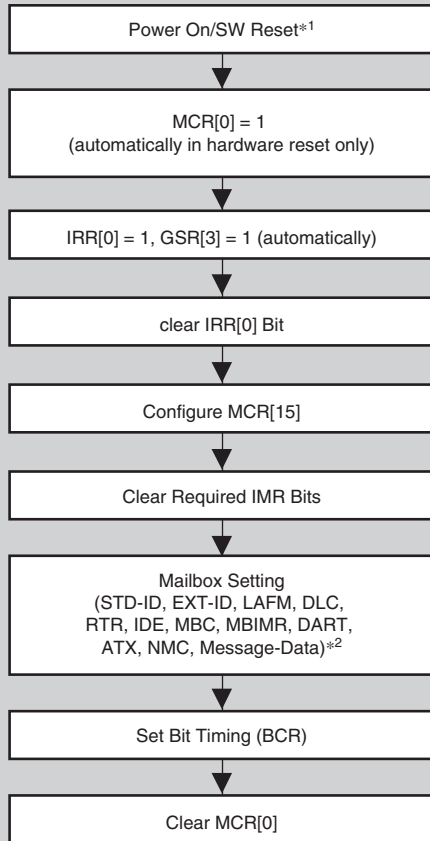 Power On/SW Reset*1
MCR[0] = 1
(automatically in hardware reset only)
IRR[0] = 1, GSR[3] = 1 (automatically)
clear IRR[0] Bit
Configure MCR[15]
Clear Required IMR Bits
Mailbox Setting
(STD-ID, EXT-ID, LAFM, DLC,
RTR, IDE, MBC, MBIMR, DART,
ATX, NMC, Message-Data)*2
Set Bit Timing (BCR)
Clear MCR[0]